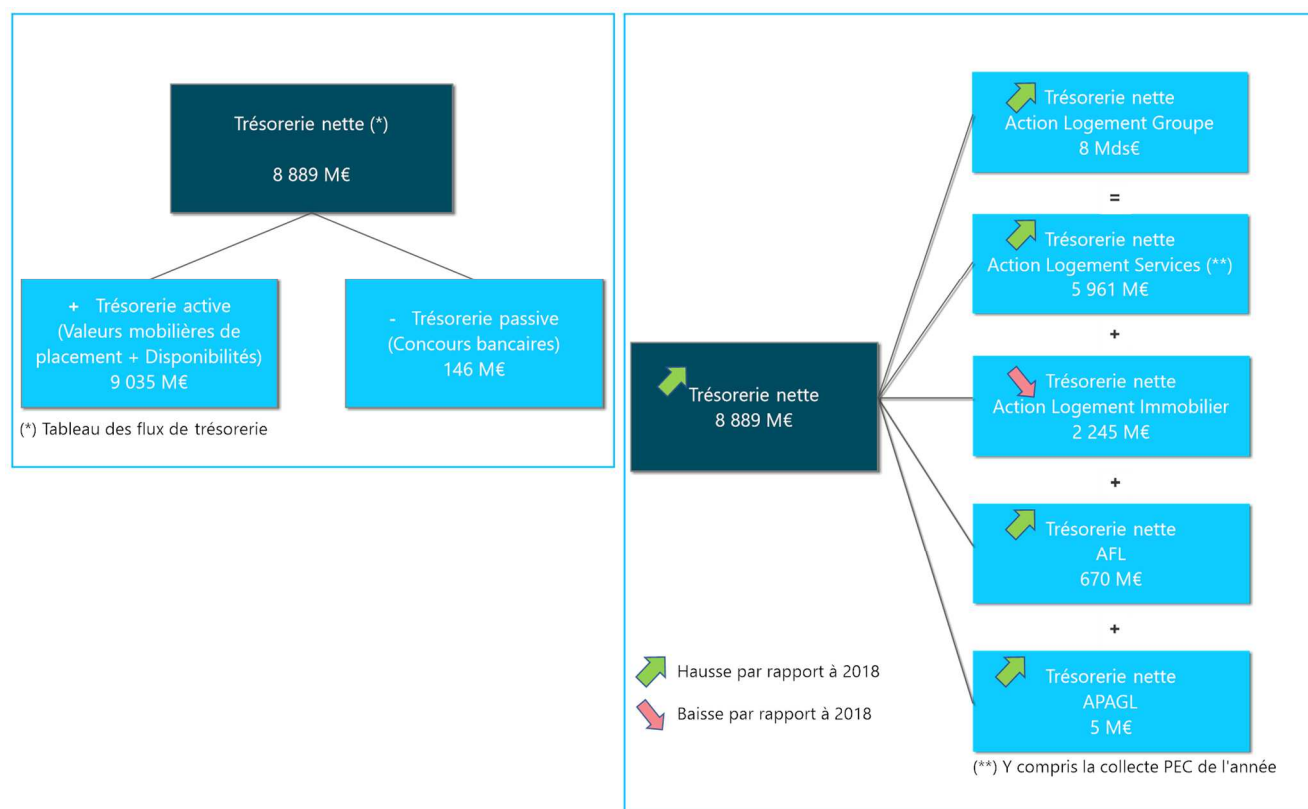 Trésorerie nette (*)
8 889 M€
+ Trésorerie active
(Valeurs mobilières de
placement + Disponibilités)
9 035 M€
- Trésorerie passive
(Concours bancaires)
146 M€
(*) Tableau des flux de trésorerie
Trésorerie nette
8 889 M€
Trésorerie nette
Action Logement Groupe
8 Mds€
=
Trésorerie nette
Action Logement Services (**)
5 961 M€
+
Trésorerie nette
Action Logement Immobilier
2 245 M€
+
Trésorerie nette
AFL
670 M€
+
Trésorerie nette
APAGL
5 M€
Hausse par rapport à 2018
Baisse par rapport à 2018
(**) Y compris la collecte PEC de l'année